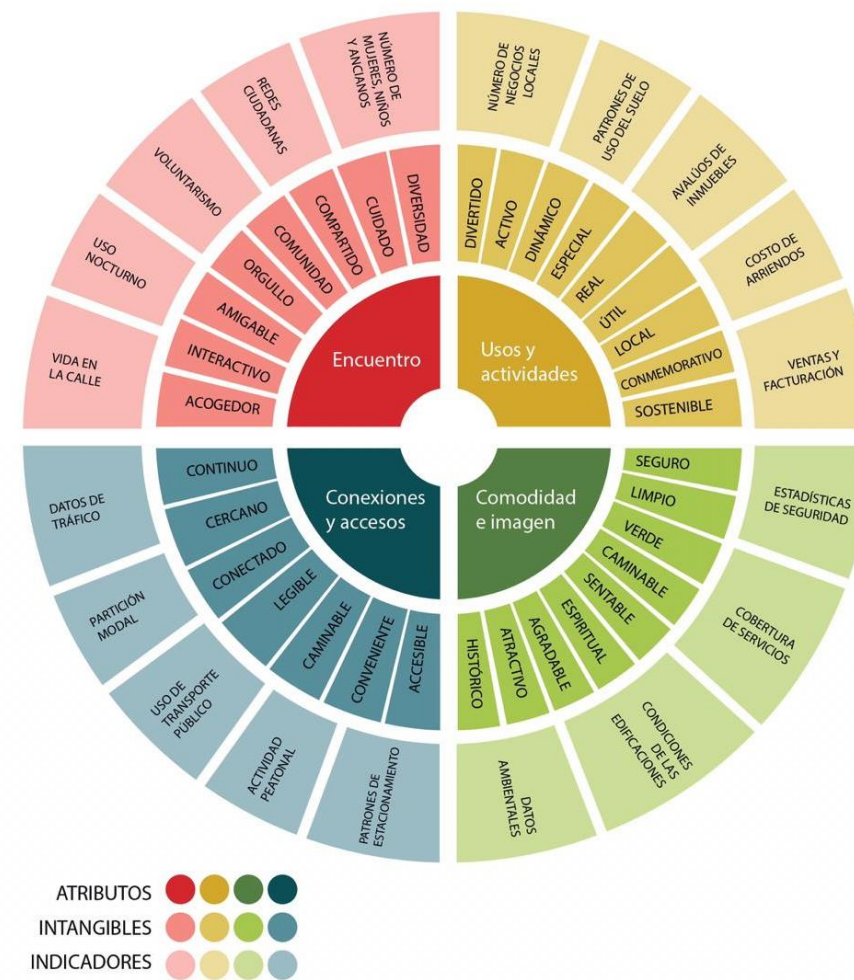 NÚMERO DE
MUJERES, NIÑOS
Y ANCIANOS
REDES
CIUDADANAS
VOLUNTARISMO
USO
NOCTURNO
VIDA EN
LA CALLE
DIVERSIDAD
CUIDADO
COMPARTIDO
COMUNIDAD
ORGULLO
AMIGABLE
INTERACTIVO
ACOGEDOR
Encuentro
NÚMERO DE
NEGOCIOS
LOCALES
PATRONES DE
USO DEL SUELO
AVALÚOS DE
INMUEBLES
COSTO DE
ARRIENDOS
VENTAS Y
FACTURACIÓN
DIVERTIDO
ACTIVO
DINÁMICO
ESPECIAL
REAL
ÚTIL
LOCAL
CONMEMORATIVO
SOSTENIBLE
Usos y
actividades
DATOS DE
TRÁFICO
PARTICIÓN
MODAL
USO DE
TRANSPORTE
PÚBLICO
ACTIVIDAD
PEATONAL
PATRONES DE
ESTACIONAMIENTO
CONTINUO
CERCANO
CONECTADO
LEGIBLE
CAMINABLE
CONVENIENTE
ACCESIBLE
Conexiones
y accesos
ESTADÍSTICAS
DE SEGURIDAD
COBERTURA
DE SERVICIOS
CONDICIONES
DE LAS
EDIFICACIONES
DATOS
AMBIENTALES
SEGURO
LIMPIO
VERDE
CAMINABLE
SENTABLE
ESPIRITUAL
AGRADABLE
ATRACTIVO
HISTÓRICO
Comodidad
e imagen
ATRIBUTOS
INTANGIBLES
INDICADORES